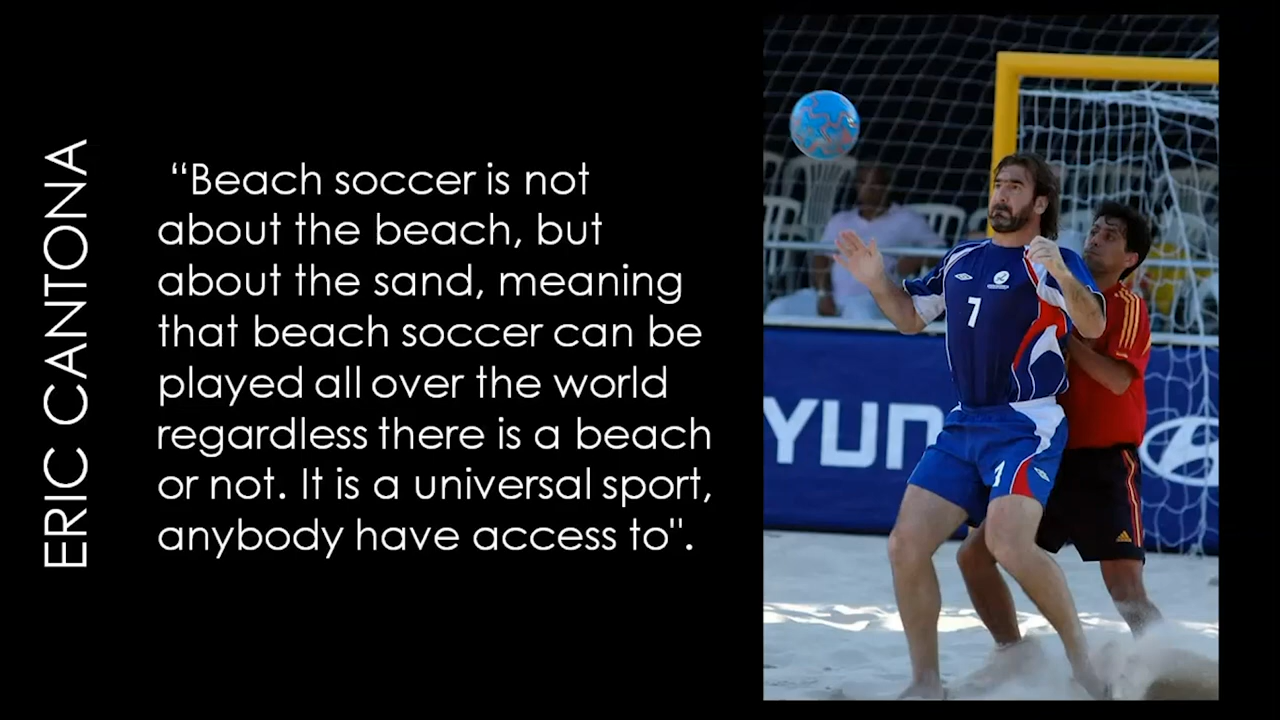 ERIC CANTONA
“Beach soccer is not
about the beach, but
about the sand, meaning
that beach soccer can be
played all over the world
regardless there is a beach
or not. It is a universal sport,
anybody have access to".
7
YUN